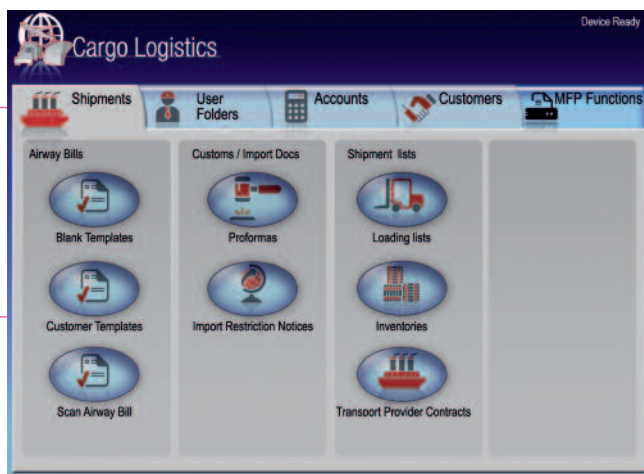 Device Ready
Cargo Logistics
Shipments
User
Folders
Accounts
Customers
MFP Functions
Airway Bills
Blank Templates
Customer Templates
Scan Airway Bill
Customs / Import Docs
Proformas
Import Restriction Notices
Shipment lists
Loading lists
Inventories
Transport Provider Contracts